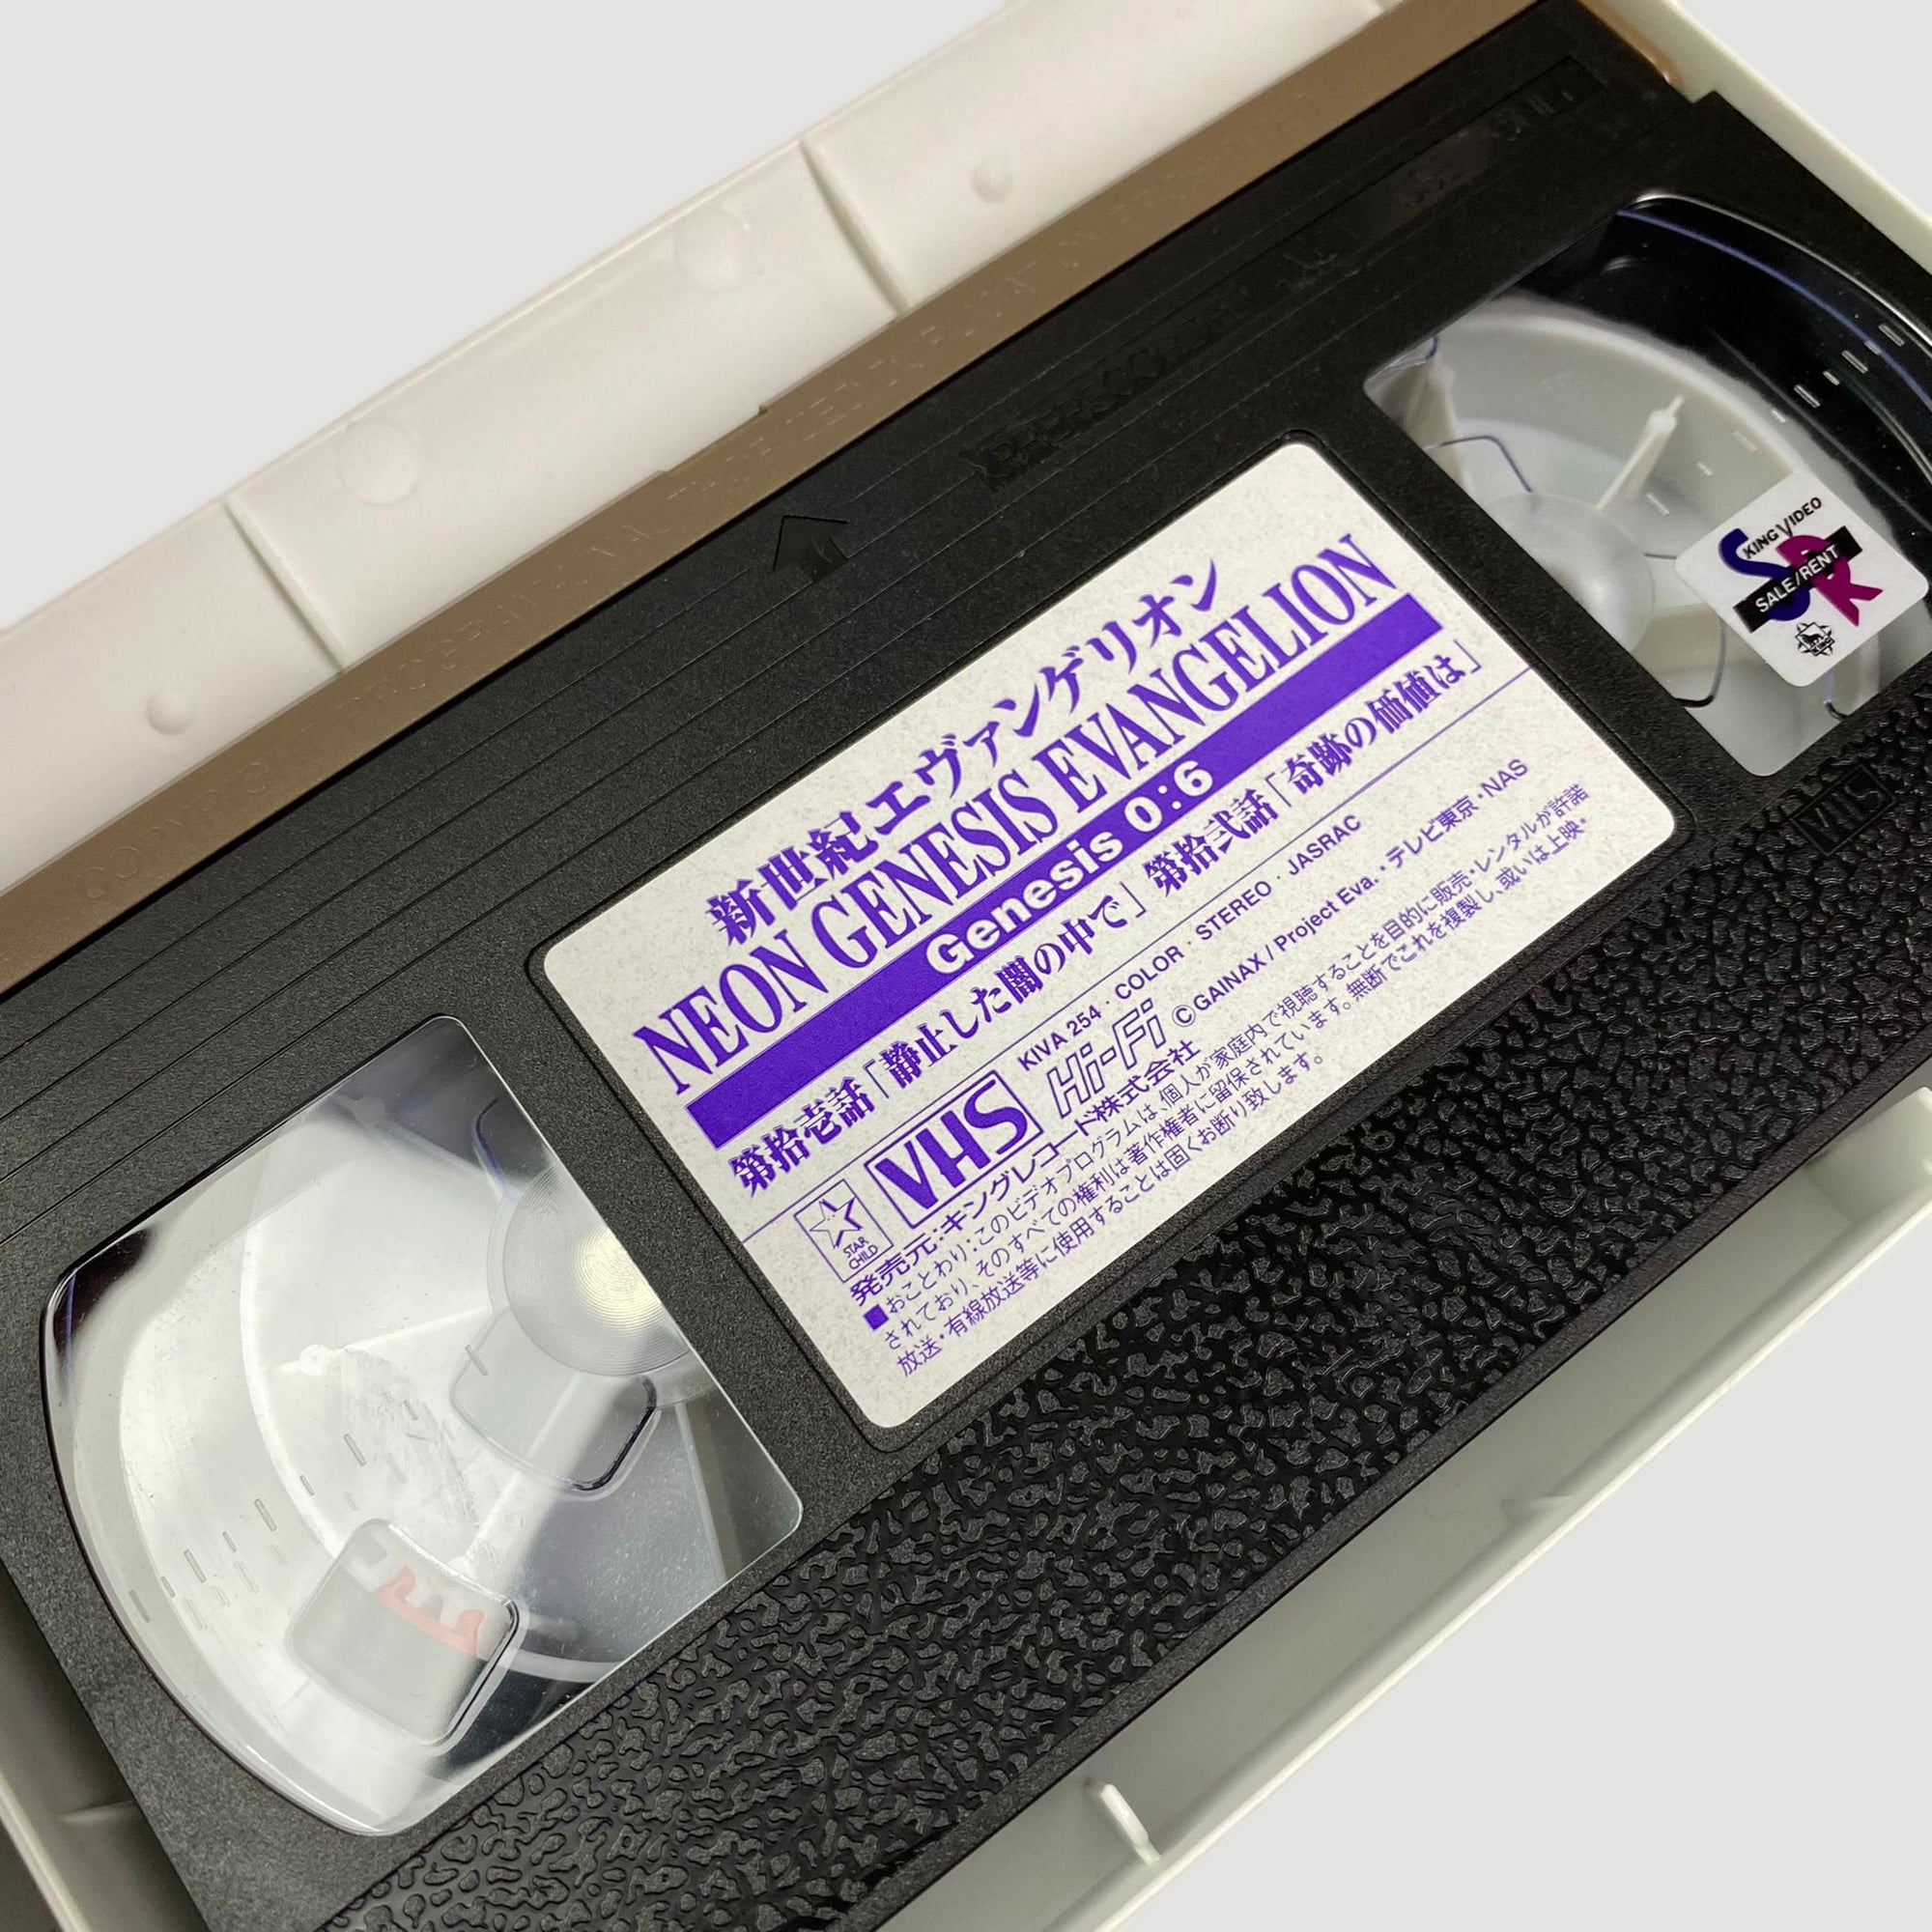 新世紀エヴァンゲリオン
NEON GENESIS EVANGELION
Genesis 0:6
第拾壱話「静止した闇の中で」 第拾弐話「奇跡の価値は」
STAR
CHILD
VHS
KIVA 254 · COLOR · STEREO · JASRAC
Hi-Fi
©GAINAX / Project Eva.・テレビ東京・NAS
発売元:キングレコード株式会社
■おことわり:このビデオプログラムは、個人が家庭内で視聴することを目的に販売・レンタルが許諾
されており、そのすべての権利は著作権者に留保されています。無断でこれを複製し、或いは上映・
放送・有線放送等に使用することは固くお断り致します。
KING VIDEO
SR
SALE/RENT
VHS